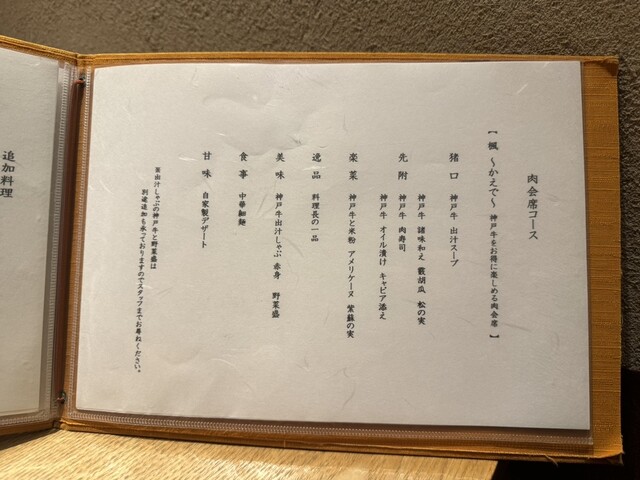 肉会席コース
【 楓 ～かえで～ 神戸牛をお得に楽しめる肉会席 】
猪口 神戸牛 出汁スープ
先附 神戸牛 諸味和え 藪胡瓜 松の実
神戸牛 肉寿司
神戸牛 オイル漬け キャビア添え
楽菜 神戸牛と米粉 アメリケーヌ 紫蘇の実
逸品 料理長の一品
美味 神戸牛出汁しゃぶ 赤身 野菜盛
食事 中華細麺
甘味 自家製デザート
※出汁しゃぶの神戸牛と野菜盛は
別途追加も承っておりますのでスタッフまでお尋ねください。
追加料理